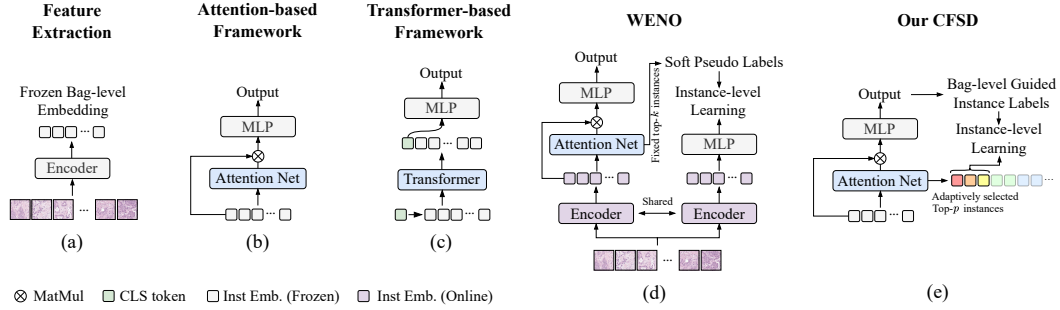 Feature
Extraction
Frozen Bag-level
Embedding
...
Encoder
...
(a)
Attention-based
Framework
Output
MLP
Attention Net
...
(b)
Transformer-based
Framework
Output
MLP
...
Transformer
...
(c)
WENO
Output
MLP
Attention Net
...
Encoder
Fixed top-k instances
Soft Pseudo Labels
Instance-level
Learning
MLP
...
Shared
Encoder
...
(d)
Our CFSD
Output
Bag-level Guided
Instance Labels
Instance-level
Learning
MLP
Attention Net
...
Adaptively selected
Top-p instances
...
(e)
MatMul
CLS token
Inst Emb. (Frozen)
Inst Emb. (Online)